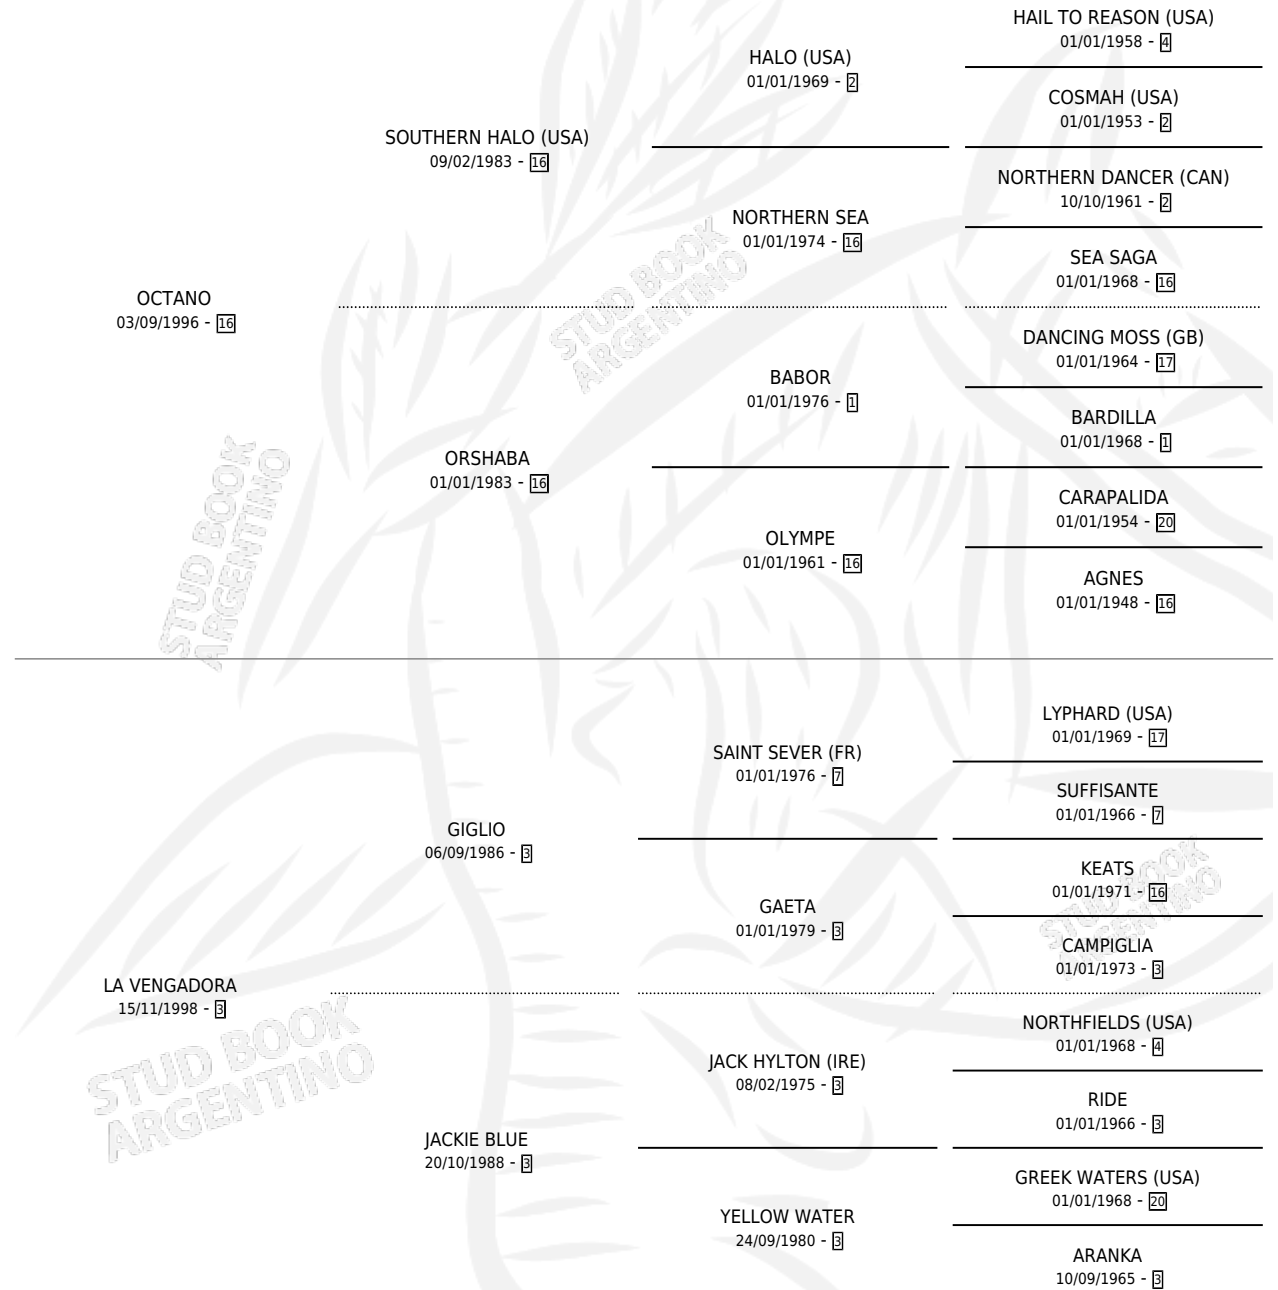 HAIL TO REASON (USA)
01/01/1958 - 4
HALO (USA)
01/01/1969 - 2
COSMAH (USA)
01/01/1953 - 2
SOUTHERN HALO (USA)
09/02/1983 - 16
NORTHERN DANCER (CAN)
10/10/1961 - 2
NORTHERN SEA
01/01/1974 - 16
SEA SAGA
01/01/1968 - 16
OCTANO
03/09/1996 - 16
DANCING MOSS (GB)
01/01/1964 - 17
BABOR
01/01/1976 - 1
BARDILLA
01/01/1968 - 1
ORSHABA
01/01/1983 - 16
CARAPALIDA
01/01/1954 - 20
OLYMPE
01/01/1961 - 16
AGNES
01/01/1948 - 16
STUD BOOK
ARGENTINO
STUD BOOK
ARGENTINO
LYPHARD (USA)
01/01/1969 - 17
SAINT SEVER (FR)
01/01/1976 - 7
SUFFISANTE
01/01/1966 - 7
GIGLIO
06/09/1986 - 3
KEATS
01/01/1971 - 16
GAETA
01/01/1979 - 3
CAMPIGLIA
01/01/1973 - 3
LA VENGADORA
15/11/1998 - 3
NORTHFIELDS (USA)
01/01/1968 - 4
JACK HYLTON (IRE)
08/02/1975 - 3
RIDE
01/01/1966 - 3
JACKIE BLUE
20/10/1988 - 3
GREEK WATERS (USA)
01/01/1968 - 20
YELLOW WATER
24/09/1980 - 3
ARANKA
10/09/1965 - 3
STUD BOOK
ARGENTINO
STUD BOOK
ARGENTINO